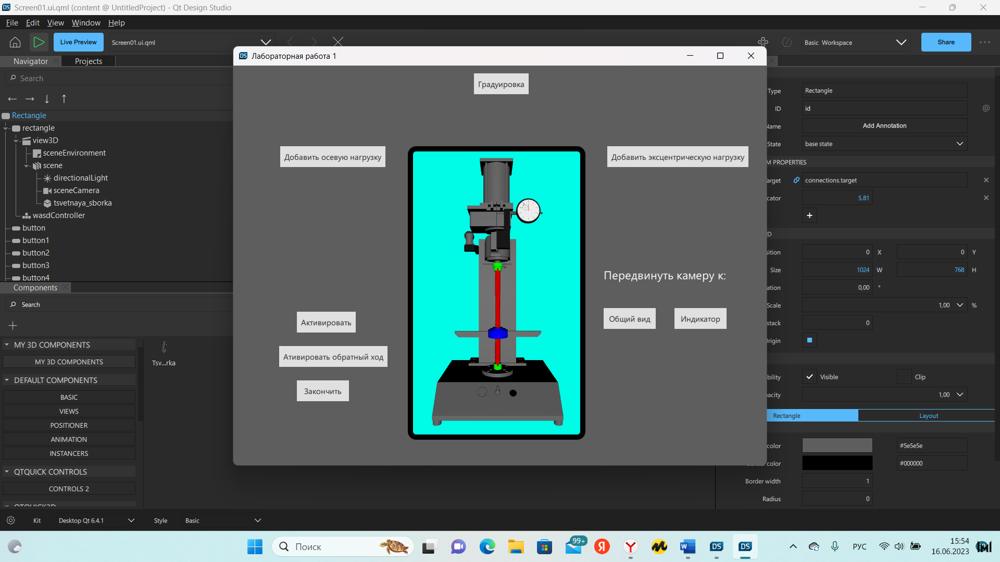 Screen01.ui.qml (content @ UntitledProject) - Qt Design Studio
File Edit View Window Help
Live Preview
Screen01.ui.qml
Basic Workspace
Share
Navigator
Projects
Search
Rectangle
rectangle
view3D
sceneEnvironment
scene
directionalLight
sceneCamera
tsvetnaya_sborka
wasdController
button
button1
button2
button3
button4
Components
Search
MY 3D COMPONENTS
MY 3D COMPONENTS
DEFAULT COMPONENTS
BASIC
VIEWS
POSITIONER
ANIMATION
INSTANCERS
QTQUICK CONTROLS
CONTROLS 2
Tsv...rka
Лабораторная работа 1
Градуировка
Добавить осевую нагрузку
Добавить эксцентрическую нагрузку
Передвинуть камеру к:
Активировать
Общий вид
Индикатор
Ативировать обратный ход
Закончить
Type Rectangle
ID id @
Name Add Annotation
State base state
M PROPERTIES
arget connections.target
cator 5,81
sition 0 X 0 Y
Size 1024 W 768 H
ation 0,00 °
Scale 1,00 %
stack 0
Origin
bility Visible Clip
pacity 1,00
Rectangle Layout
color #5e5e5e
color #000000
Border width 1
Radius 0
Kit Desktop Qt 6.4.1 Style Basic
Поиск
99+
DS
DS
РУС
15:54
16.06.2023